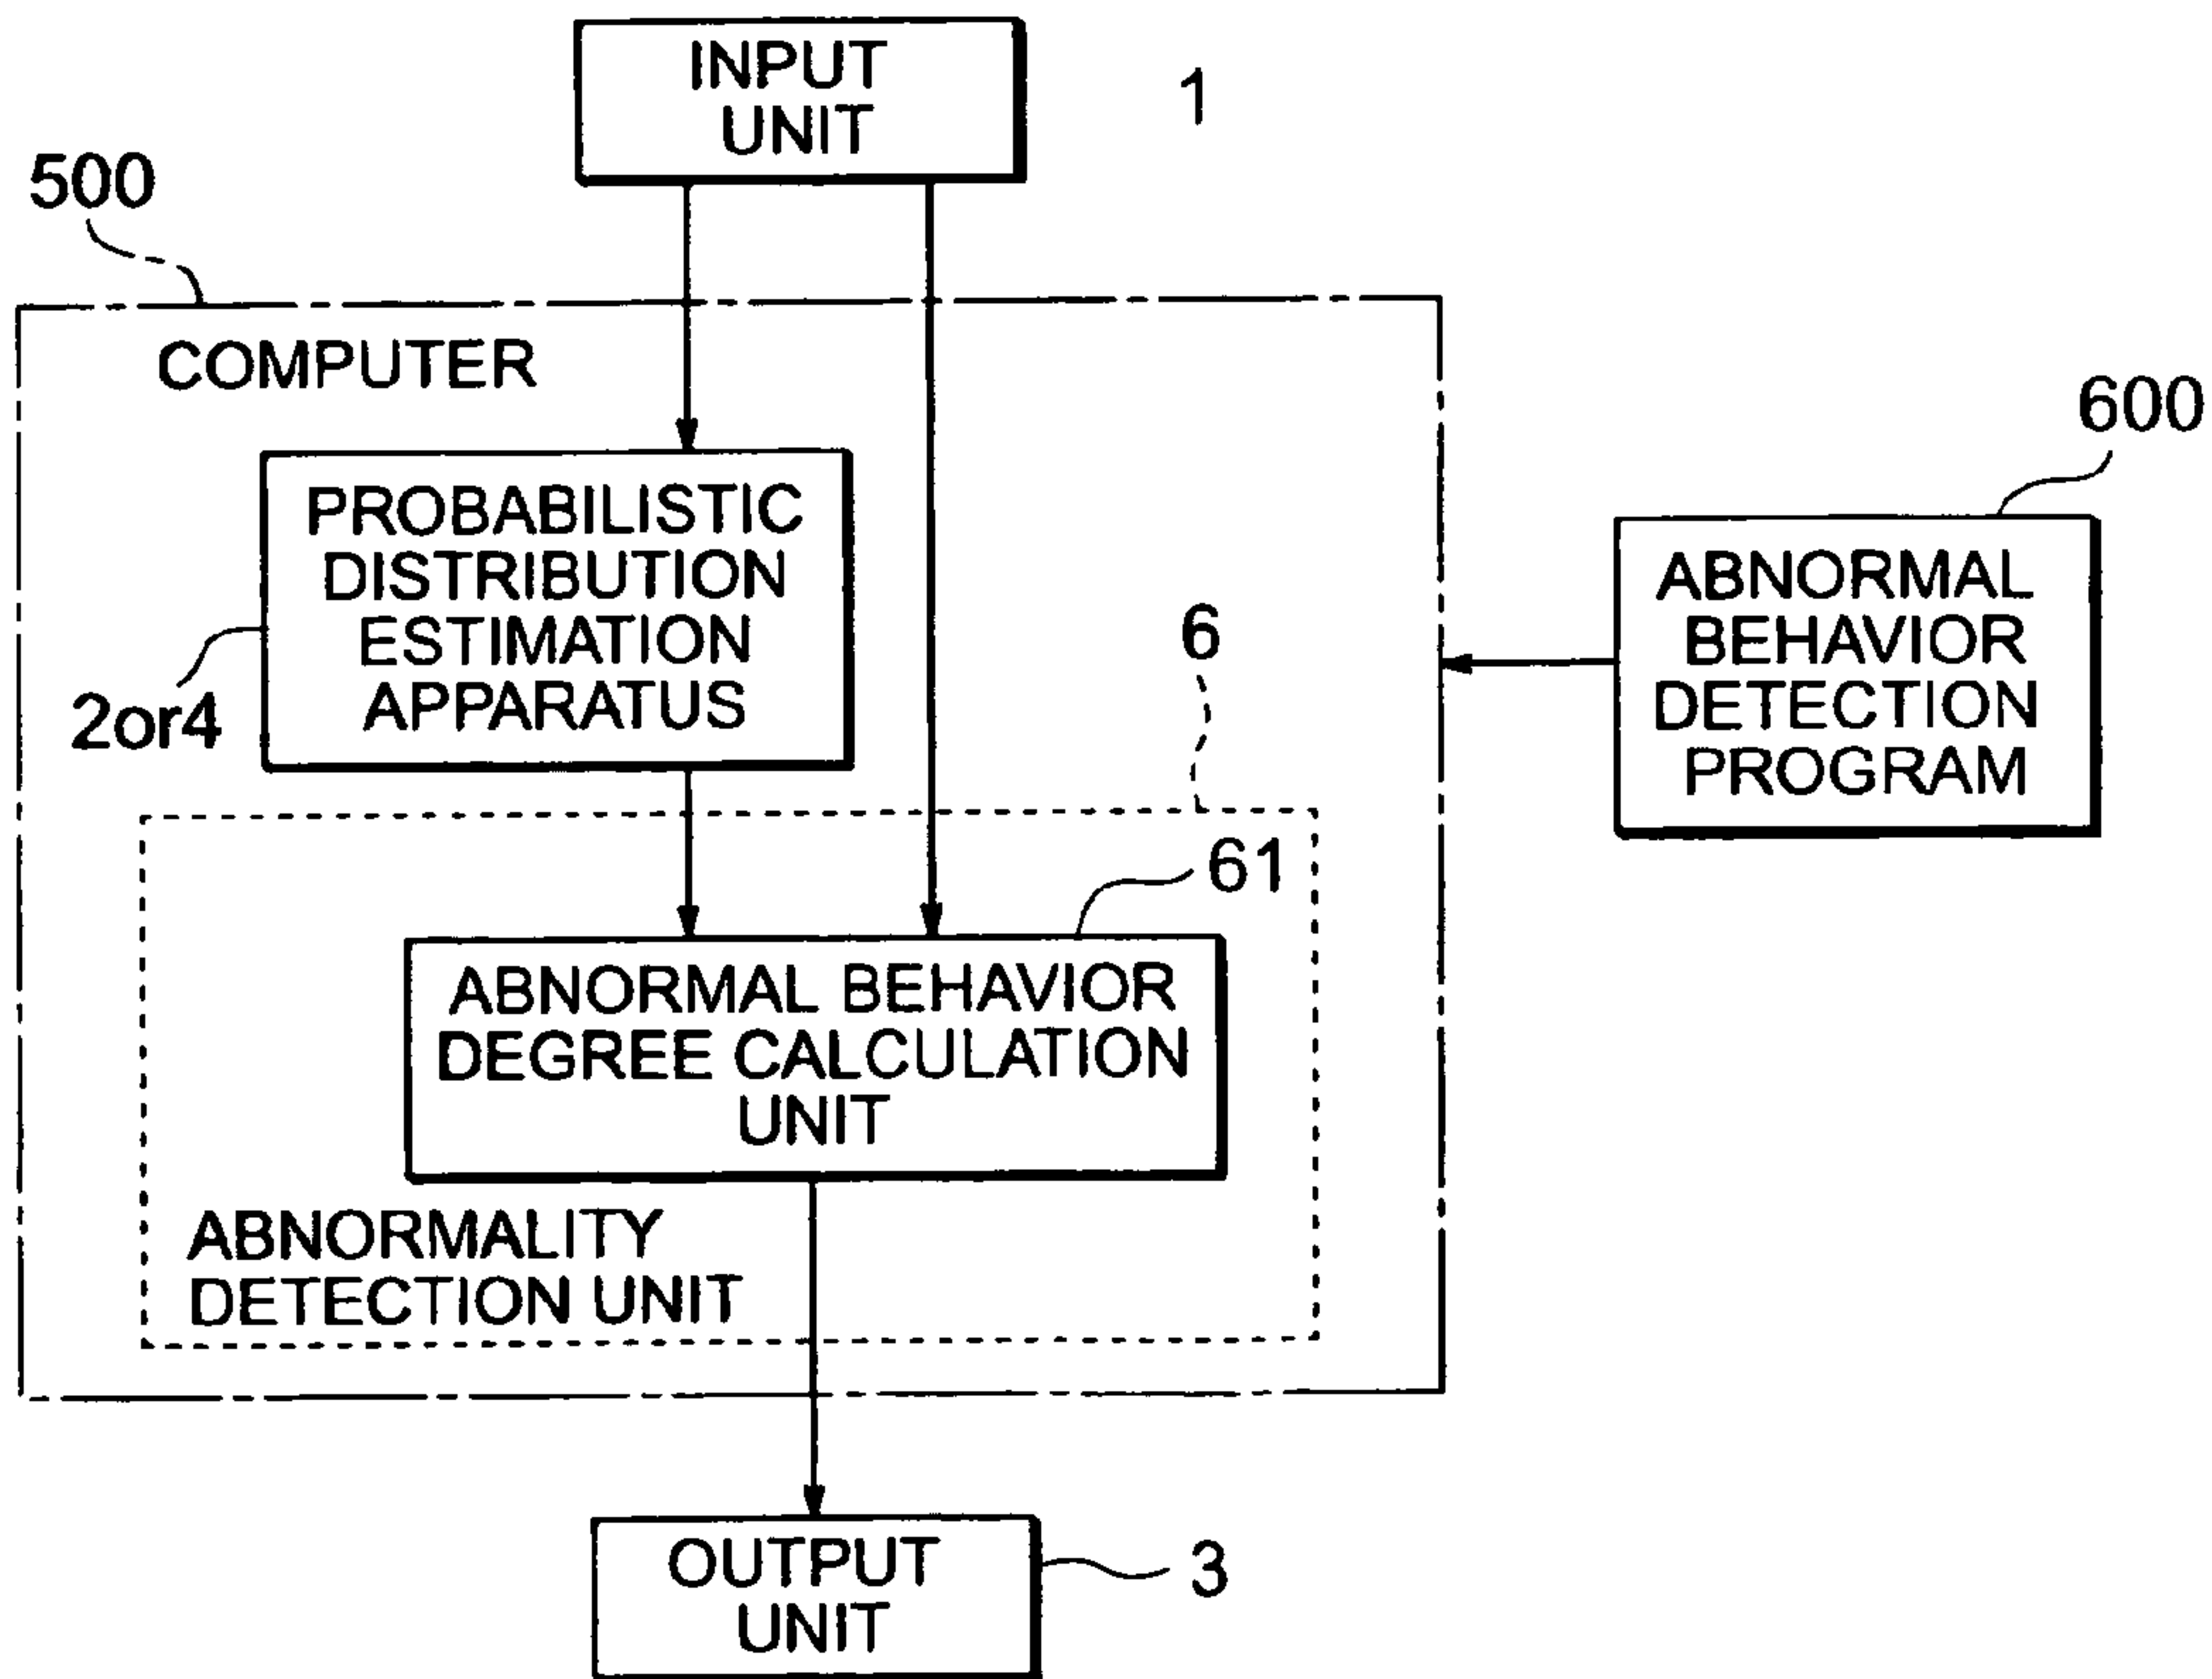 INPUT
UNIT
1
500
COMPUTER
600
PROBABILISTIC
DISTRIBUTION
ESTIMATION
APPARATUS
2or4
6
ABNORMAL
BEHAVIOR
DETECTION
PROGRAM
61
ABNORMAL BEHAVIOR
DEGREE CALCULATION
UNIT
ABNORMALITY
DETECTION UNIT
OUTPUT
UNIT
3